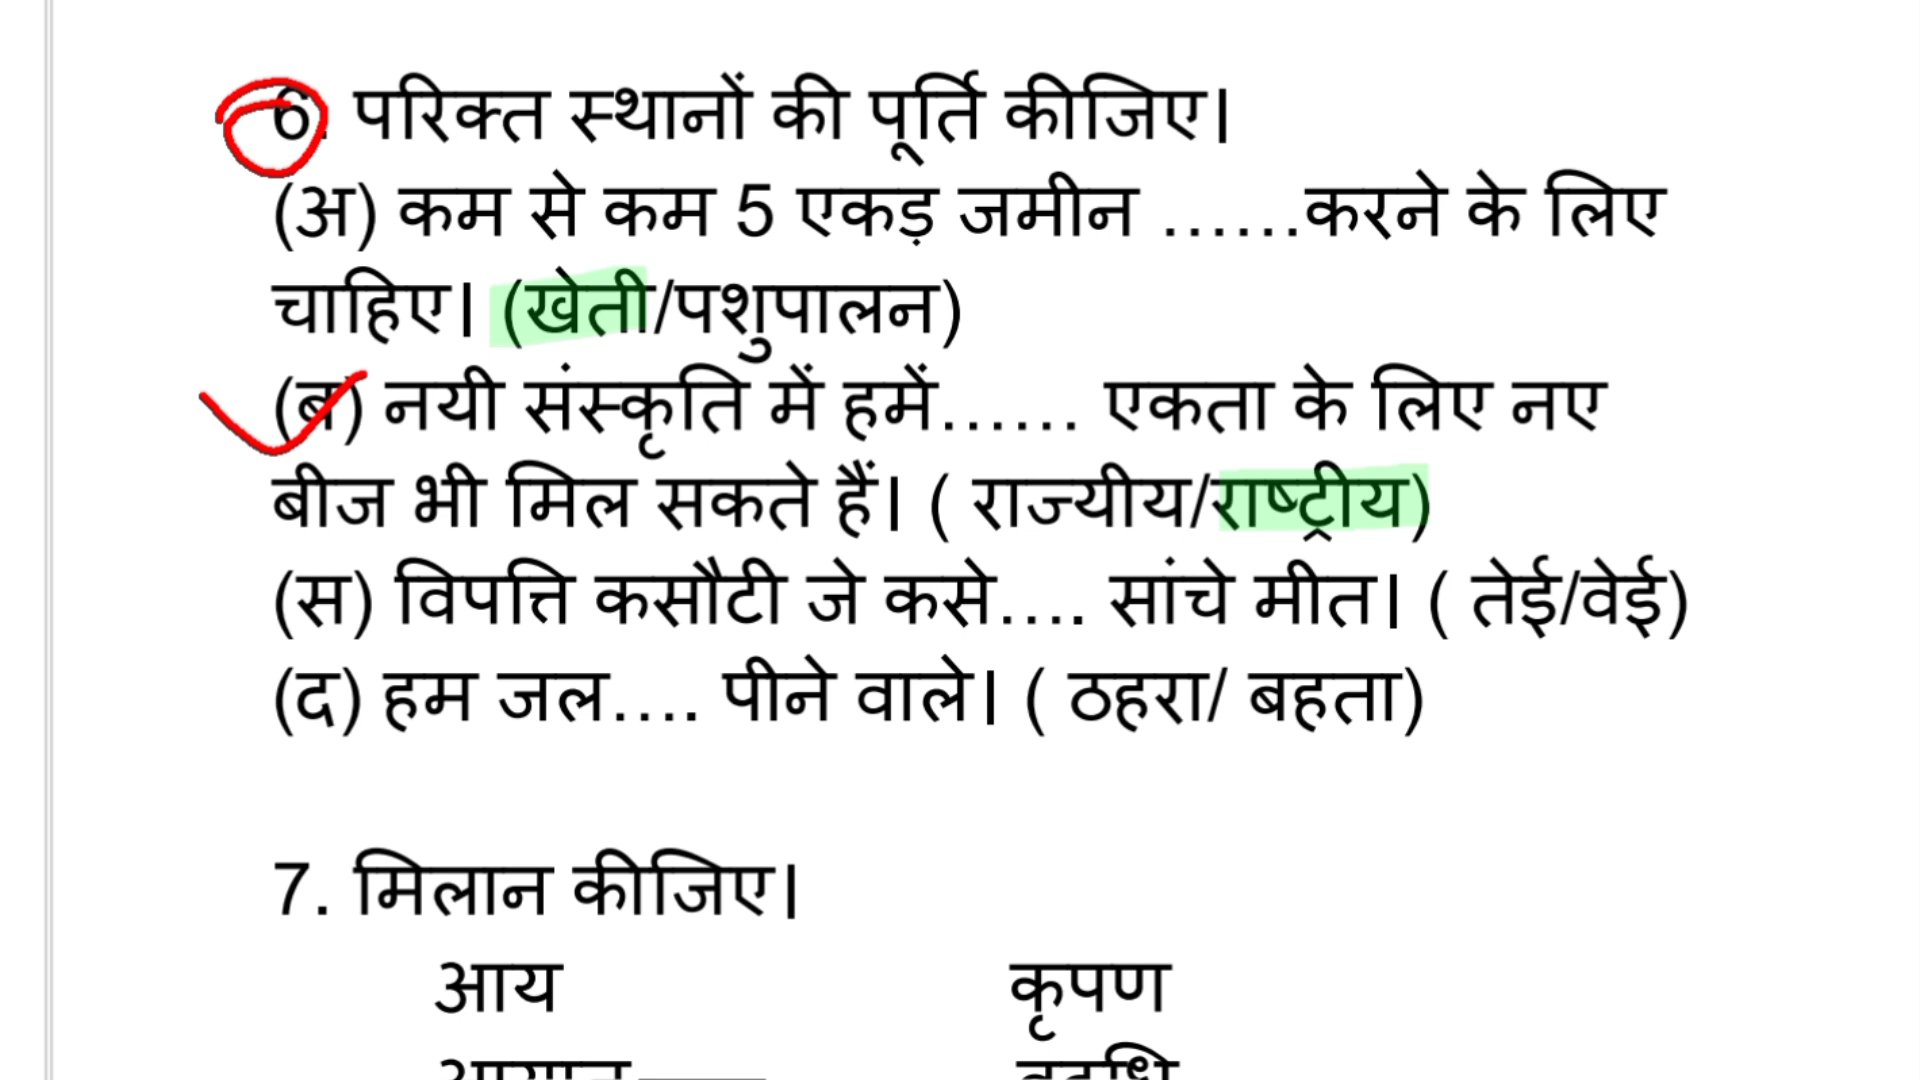 6. परिक्त स्थानों की पूर्ति कीजिए।
(अ) कम से कम 5 एकड़ जमीन ......करने के लिए
चाहिए। (खेती/पशुपालन)
(ब) नयी संस्कृति में हमें...... एकता के लिए नए
बीज भी मिल सकते हैं। ( राज्यीय/राष्ट्रीय)
(स) विपत्ति कसौटी जे कसे.... सांचे मीत। ( तेई/वेई)
(द) हम जल.... पीने वाले। ( ठहरा/ बहता)
7. मिलान कीजिए।
आय कृपण